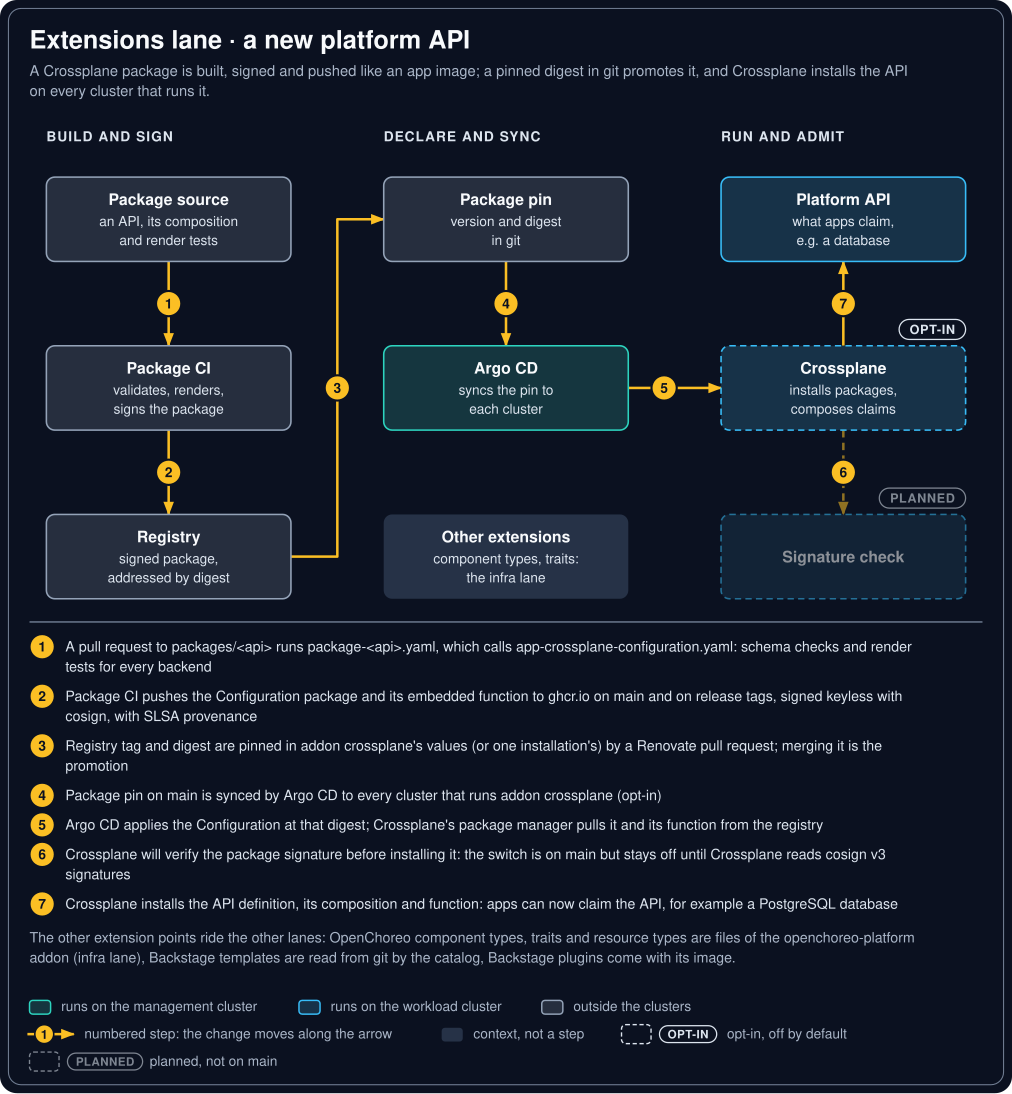 Extensions lane · a new platform API
A Crossplane package is built, signed and pushed like an app image; a pinned digest in git promotes it, and Crossplane installs the API
on every cluster that runs it.
BUILD AND SIGN
DECLARE AND SYNC
RUN AND ADMIT
Package source
an API, its composition
and render tests
Package pin
version and digest
in git
Platform API
what apps claim,
e.g. a database
1
4
7
OPT-IN
Package CI
validates, renders,
signs the package
3
Argo CD
syncs the pin to
each cluster
5
Crossplane
installs packages,
composes claims
2
6
PLANNED
Registry
signed package,
addressed by digest
Other extensions
component types, traits:
the infra lane
Signature check
1 A pull request to packages/<api> runs package-<api>.yaml, which calls app-crossplane-configuration.yaml: schema checks and render
tests for every backend
2 Package CI pushes the Configuration package and its embedded function to ghcr.io on main and on release tags, signed keyless with
cosign, with SLSA provenance
3 Registry tag and digest are pinned in addon crossplane's values (or one installation's) by a Renovate pull request; merging it is the
promotion
4 Package pin on main is synced by Argo CD to every cluster that runs addon crossplane (opt-in)
5 Argo CD applies the Configuration at that digest; Crossplane's package manager pulls it and its function from the registry
6 Crossplane will verify the package signature before installing it: the switch is on main but stays off until Crossplane reads cosign v3
signatures
7 Crossplane installs the API definition, its composition and function: apps can now claim the API, for example a PostgreSQL database
The other extension points ride the other lanes: OpenChoreo component types, traits and resource types are files of the openchoreo-platform
addon (infra lane), Backstage templates are read from git by the catalog, Backstage plugins come with its image.
runs on the management cluster
runs on the workload cluster
outside the clusters
1 numbered step: the change moves along the arrow
context, not a step
OPT-IN opt-in, off by default
PLANNED planned, not on main